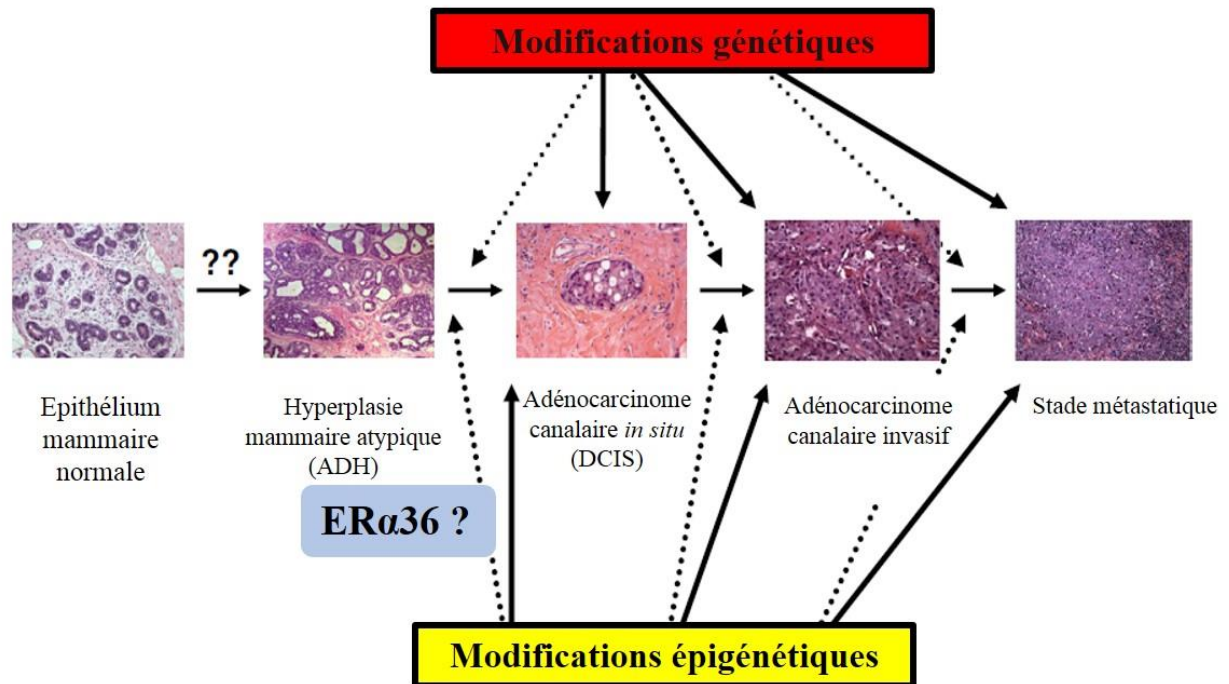 Modifications génétiques
??
Epithélium
mammaire
normale
Hyperplasie
mammaire atypique
(ADH)
Adénocarcinome
canalaire in situ
(DCIS)
Adénocarcinome
canalaire invasif
Stade métastatique
ERα36 ?
Modifications épigénétiques